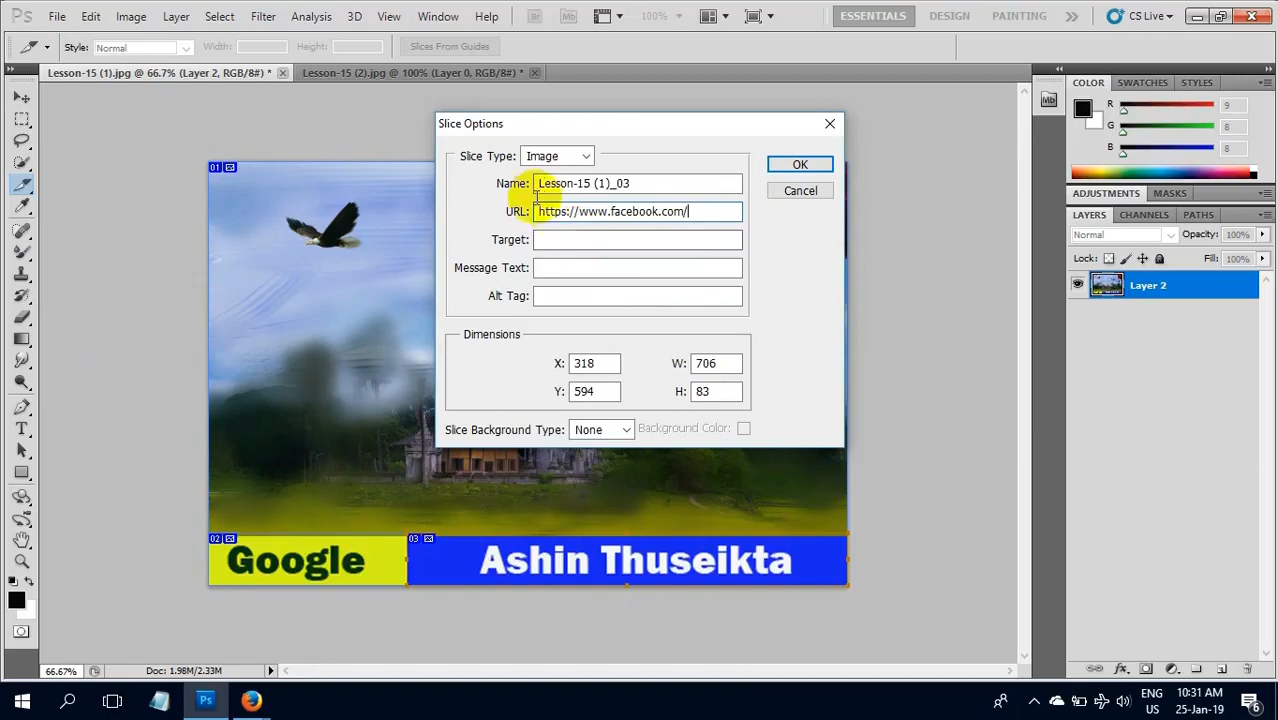 Ps File Edit Image Layer Select Filter Analysis 3D View Window Help Br Mb 100% ESSENTIALS DESIGN PAINTING CS Live
Style: Normal Width: Height: Slices From Guides
Lesson-15 (1).jpg @ 66.7% (Layer 2, RGB/8#) * Lesson-15 (2).jpg @ 100% (Layer 0, RGB/8#) *
COLOR SWATCHES STYLES
Mb
R 9
G 8
B 8
ADJUSTMENTS MASKS
LAYERS CHANNELS PATHS
Normal Opacity: 100%
Lock: Fill: 100%
Layer 2
Slice Options
Slice Type: Image OK
Name: Lesson-15 (1)_03 Cancel
URL: https://www.facebook.com/
Target:
Message Text:
Alt Tag:
Dimensions
X: 318 W: 706
Y: 594 H: 83
Slice Background Type: None Background Color:
01
02 03
Google Ashin Thuseikta
66.67% Doc: 1.98M/2.33M
Ps ENG 10:31 AM
US 25-Jan-19 6